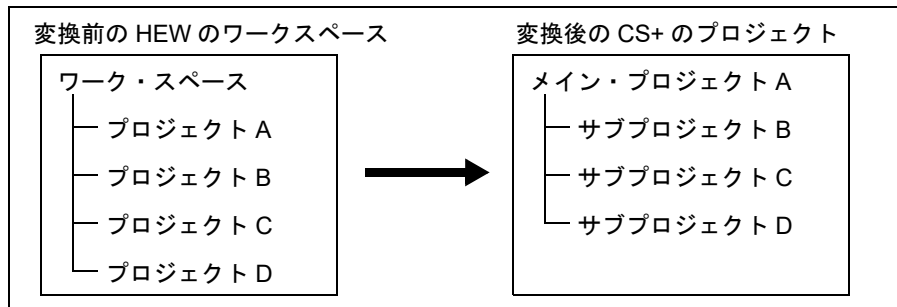 変換前の HEW のワークスペース
ワーク・スペース
プロジェクト A
プロジェクト B
プロジェクト C
プロジェクト D
変換後の CS+ のプロジェクト
メイン・プロジェクト A
サブプロジェクト B
サブプロジェクト C
サブプロジェクト D